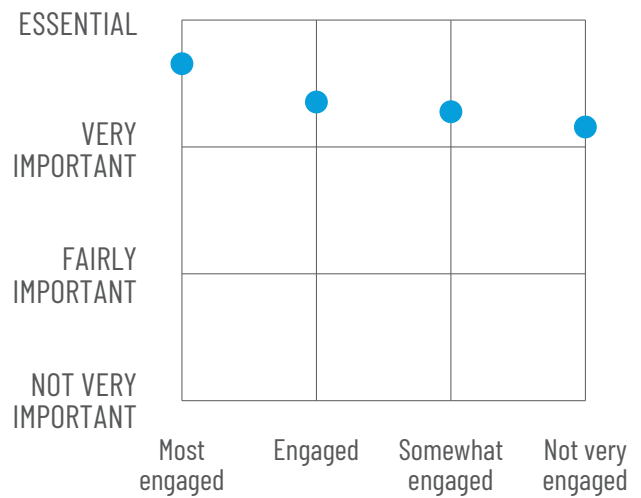 ESSENTIAL
VERY
IMPORTANT
FAIRLY
IMPORTANT
NOT VERY
IMPORTANT
Most
engaged
Engaged
Somewhat
engaged
Not very
engaged